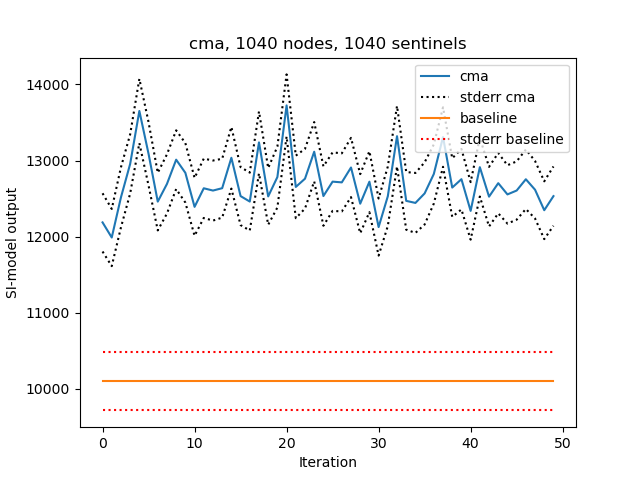 cma, 1040 nodes, 1040 sentinels
14000
13000
12000
11000
10000
SI-model output
cma
stderr cma
baseline
stderr baseline
0 10 20 30 40 50
Iteration